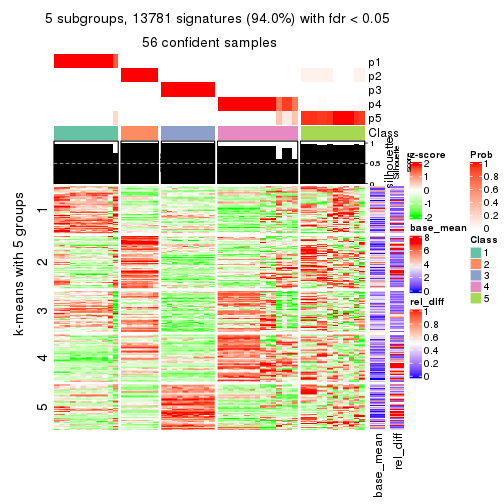 5 subgroups, 13781 signatures (94.0%) with fdr < 0.05
56 confident samples
p1
p2
p3
p4
p5
Class
1
0.5
0
silhouette
Silhouette
score
k-means with 5 groups
1
2
3
4
5
base_mean
rel_diff
z-score
2
1
0
-1
-2
base_mean
8
6
4
2
0
rel_diff
1
0.8
0.6
0.4
0.2
0
Prob
1
0.8
0.6
0.4
0.2
0
Class
1
2
3
4
5